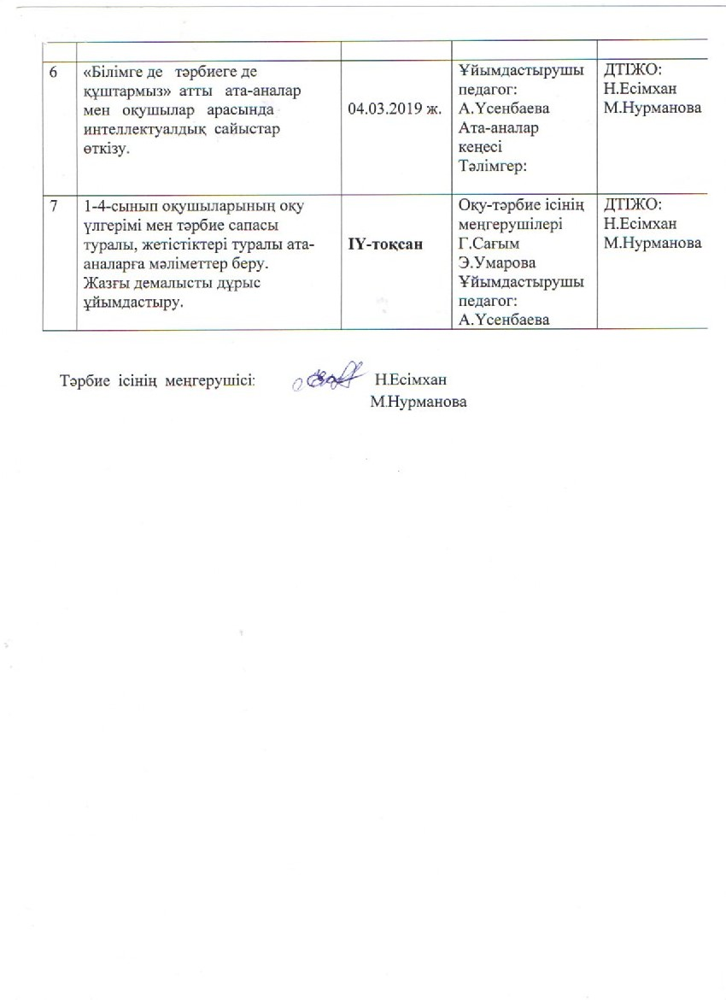 6
«Білімге де тәрбиеге де
құштармыз» атты ата-аналар
мен оқушылар арасында
интеллектуалдық сайыстар
өткізу.
04.03.2019 ж.
Ұйымдастырушы
педагог:
А.Үсенбаева
Ата-аналар
кеңесі
Тәлімгер:
ДТІЖО:
Н.Есімхан
М.Нурманова
7
1-4-сынып оқушыларының оқу
үлгерімі мен тәрбие сапасы
туралы, жетістіктері туралы ата-
аналарға мәліметтер беру.
Жазғы демалысты дұрыс
ұйымдастыру.
ІҮ-тоқсан
Оқу-тәрбие ісінің
меңгерушілері
Г.Сағым
Э.Умарова
Ұйымдастырушы
педагог:
А.Үсенбаева
ДТІЖО:
Н.Есімхан
М.Нурманова
Тәрбие ісінің меңгерушісі: Н.Есімхан
М.Нурманова